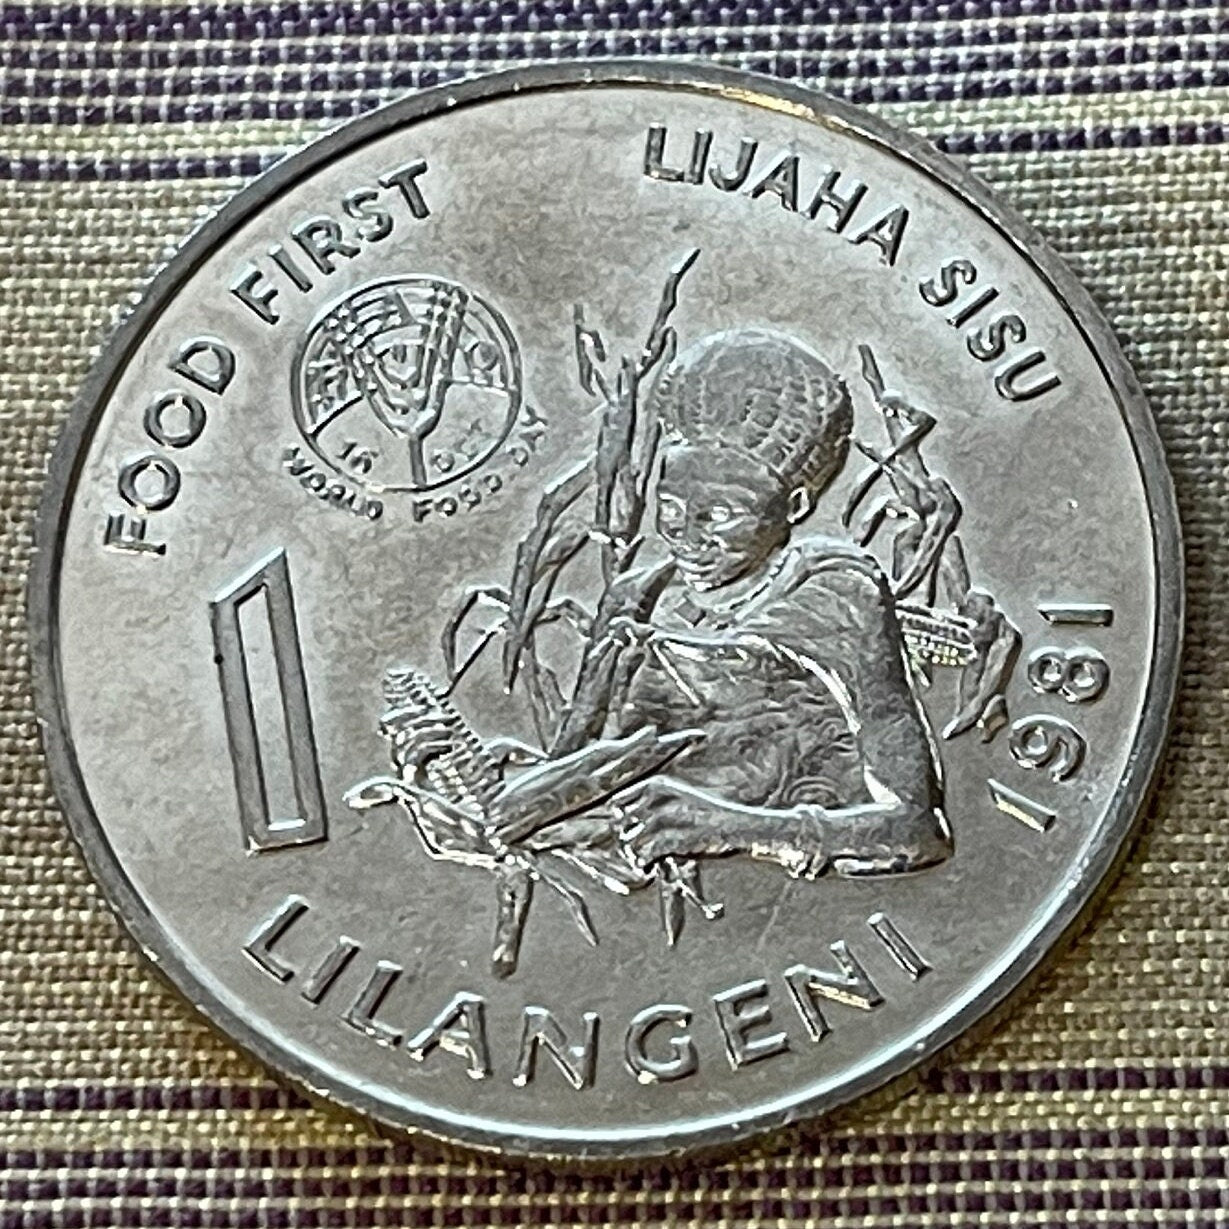 FOOD FIRST
LIJAHA SISU
16 OCT
WORLD FOOD DAY
1
LILANGENI
1981